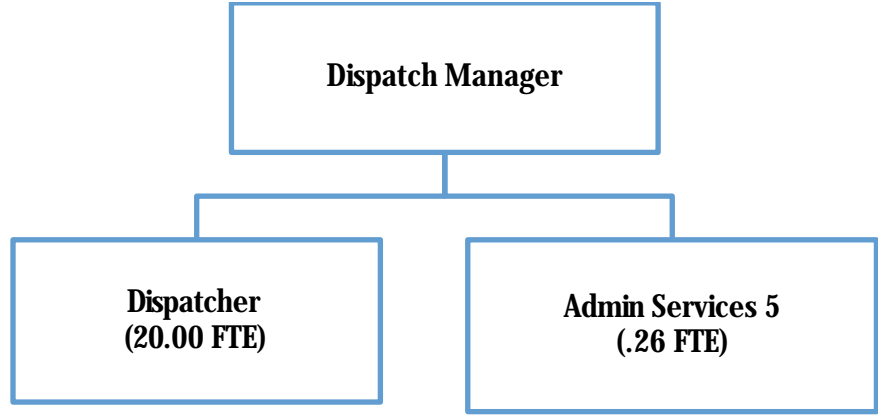 Dispatch Manager
Dispatcher
(20.00 FTE)
Admin Services 5
(.26 FTE)